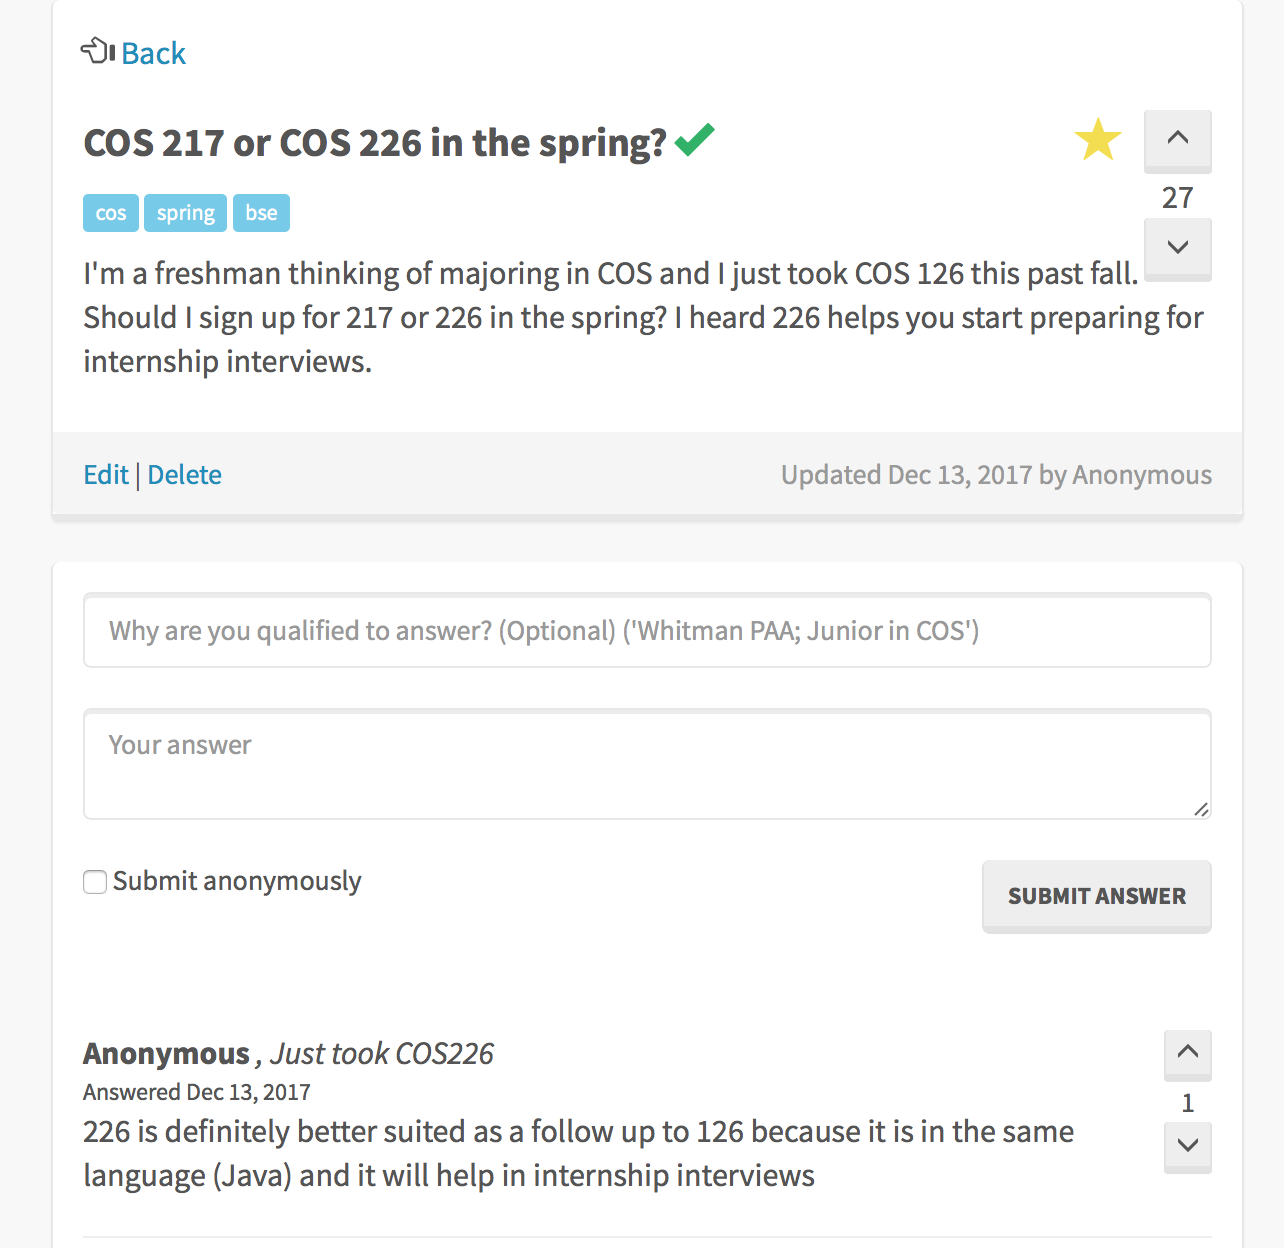 Back
COS 217 or COS 226 in the spring?
27
cos spring bse
I'm a freshman thinking of majoring in COS and I just took COS 126 this past fall.
Should I sign up for 217 or 226 in the spring? I heard 226 helps you start preparing for
internship interviews.
Edit | Delete
Updated Dec 13, 2017 by Anonymous
Why are you qualified to answer? (Optional) ('Whitman PAA; Junior in COS')
Your answer
Submit anonymously
SUBMIT ANSWER
Anonymous , Just took COS226
Answered Dec 13, 2017
1
226 is definitely better suited as a follow up to 126 because it is in the same
language (Java) and it will help in internship interviews